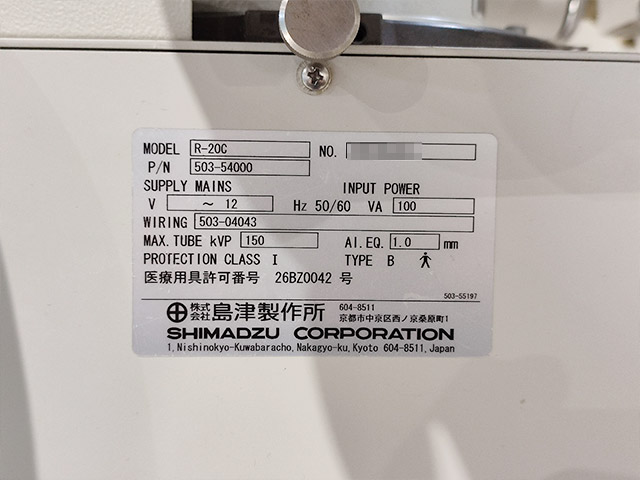 MODEL R-20C NO.
P/N 503-54000
SUPPLY MAINS INPUT POWER
V ~ 12 Hz 50/60 VA 100
WIRING 503-04043
MAX. TUBE kVP 150 Al. EQ. 1.0 mm
PROTECTION CLASS I TYPE B
医療用具許可番号 26BZ0042 号
503-55197
株式会社 島津製作所 604-8511
京都市中京区西ノ京桑原町1
SHIMADZU CORPORATION
1, Nishinokyo-Kuwabaracho, Nakagyo-ku, Kyoto 604-8511, Japan